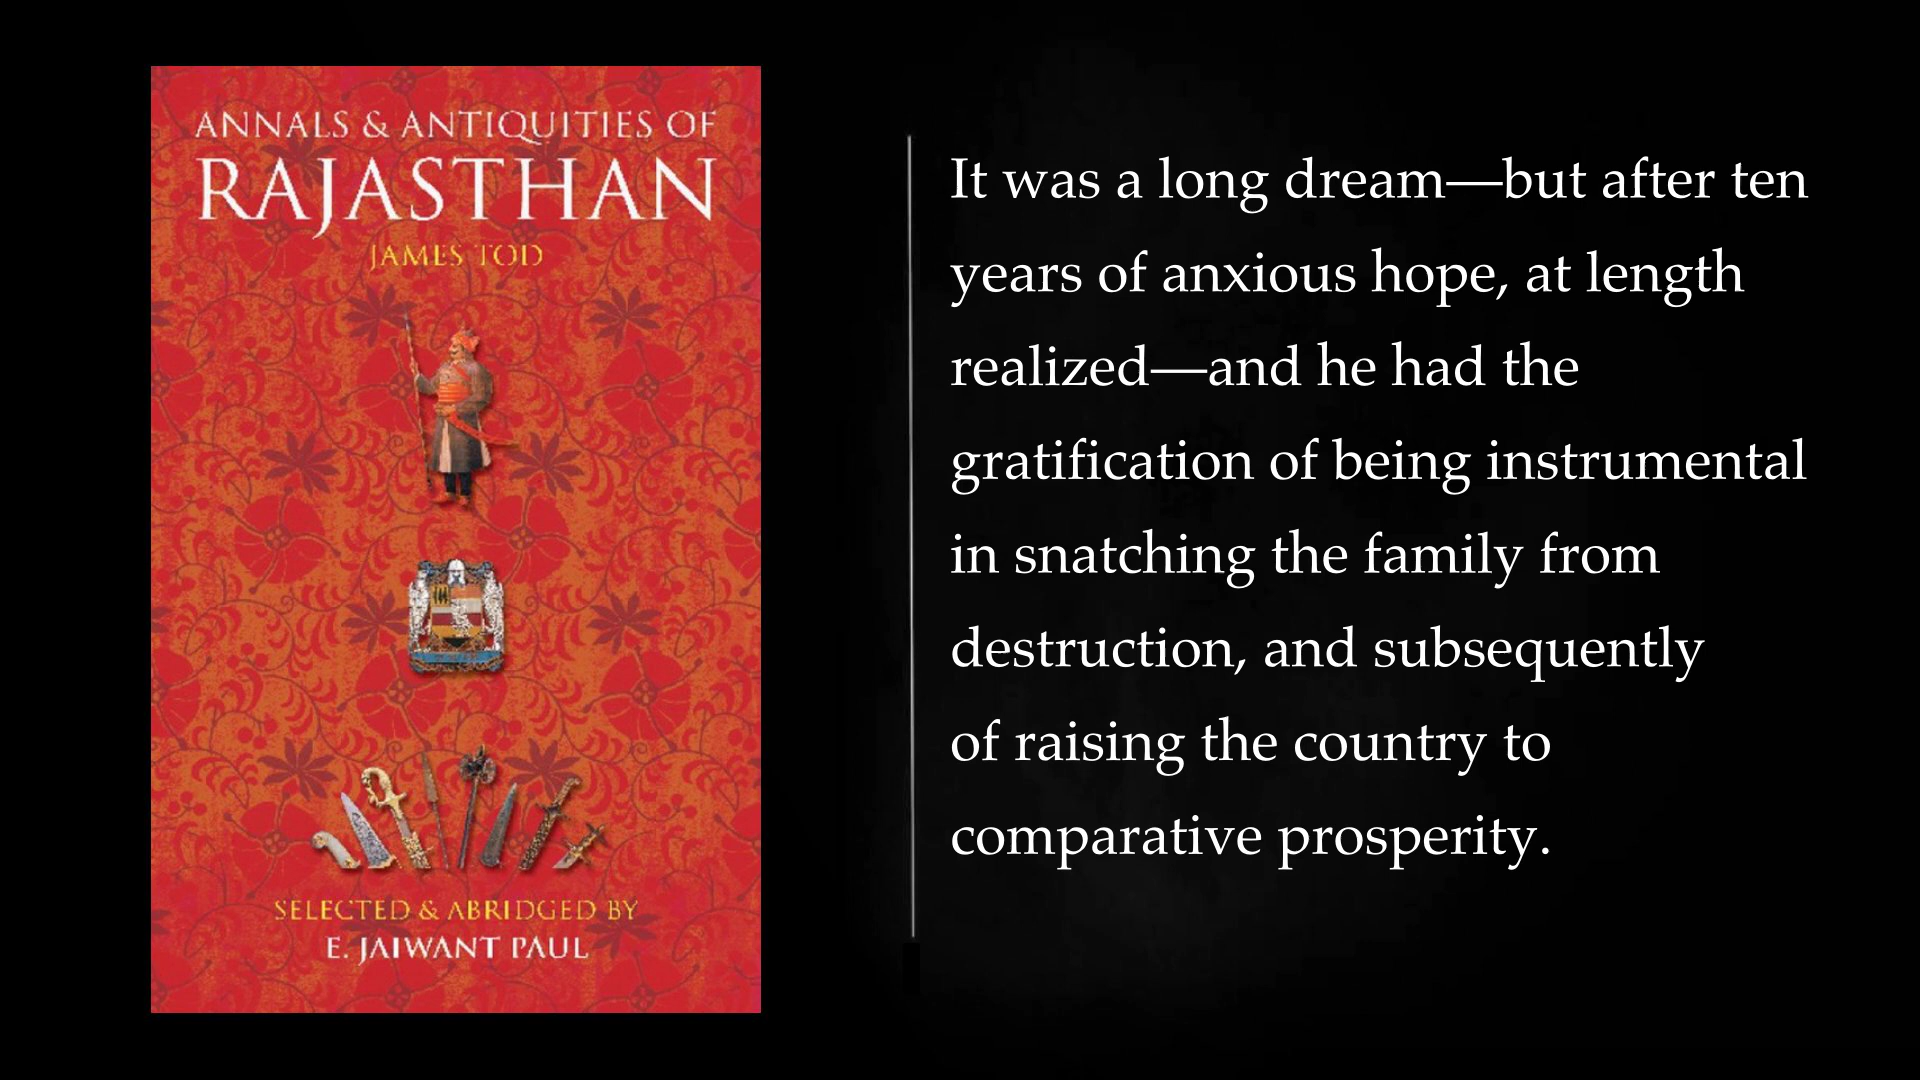 ANNALS & ANTIQUITIES OF
RAJASTHAN
JAMES TOD
SELECTED & ABRIDGED BY
E. JAIWANT PAUL
It was a long dream—but after ten
years of anxious hope, at length
realized—and he had the
gratification of being instrumental
in snatching the family from
destruction, and subsequently
of raising the country to
comparative prosperity.